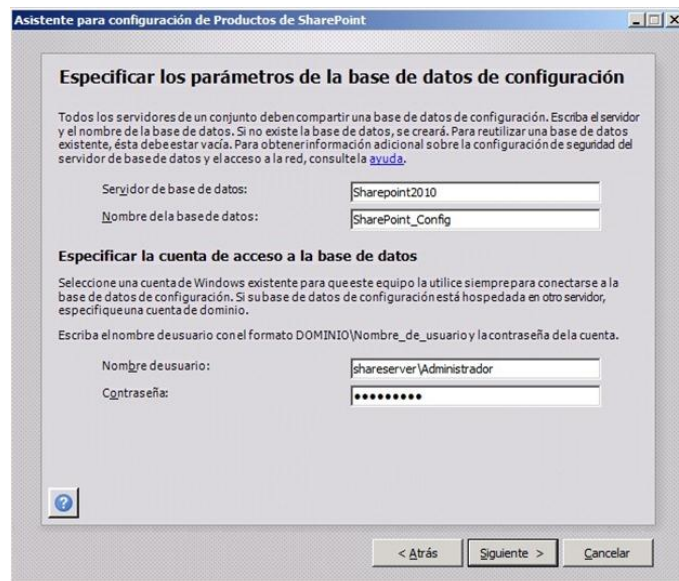 Asistente para configuración de Productos de SharePoint
Especificar los parámetros de la base de datos de configuración
Todos los servidores de un conjunto deben compartir una base de datos de configuración. Escriba el servidor
y el nombre de la base de datos. Si no existe la base de datos, se creará. Para reutilizar una base de datos
existente, ésta debe estar vacía. Para obtener información adicional sobre la configuración de seguridad del
servidor de base de datos y el acceso a la red, consulte la ayuda.
Servidor de base de datos: Sharepoint2010
Nombre de la base de datos: SharePoint_Config
Especificar la cuenta de acceso a la base de datos
Seleccione una cuenta de Windows existente para que este equipo la utilice siempre para conectarse a la
base de datos de configuración. Si su base de datos de configuración está hospedada en otro servidor,
especifique una cuenta de dominio.
Escriba el nombre de usuario con el formato DOMINIO\Nombre_de_usuario y la contraseña de la cuenta.
Nombre de usuario: shareserver\Administrador
Contraseña: •••••••••
< Atrás Siguiente > Cancelar